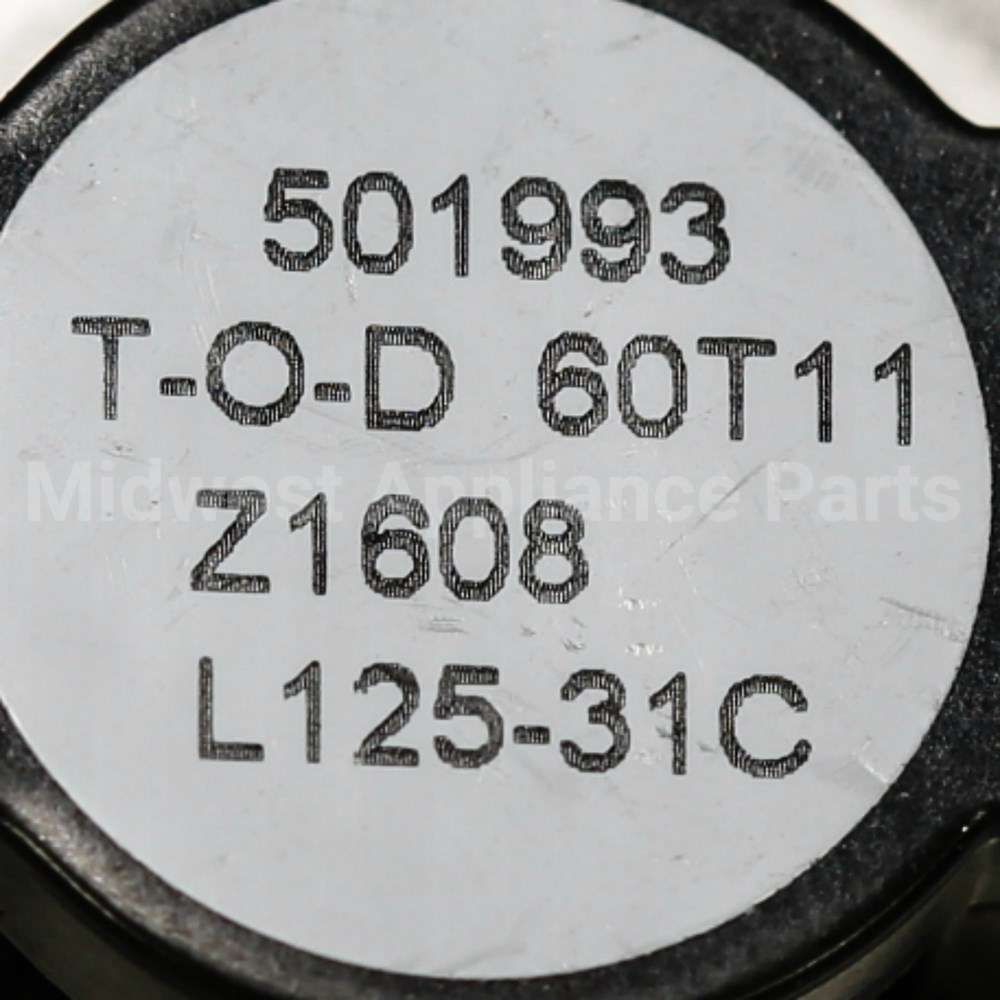 501993
T-O-D 60T11
Midwest Appliance Parts
Z1608
L125-31C